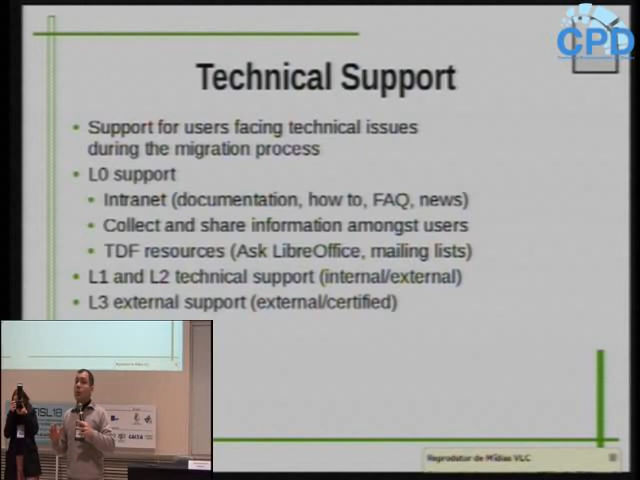 CPD
Technical Support
• Support for users facing technical issues
during the migration process
• L0 support
• Intranet (documentation, how to, FAQ, news)
• Collect and share information amongst users
• TDF resources (Ask LibreOffice, mailing lists)
• L1 and L2 technical support (internal/external)
• L3 external support (external/certified)
FISL18
CAIXA
Reprodutor de Mídias VLC